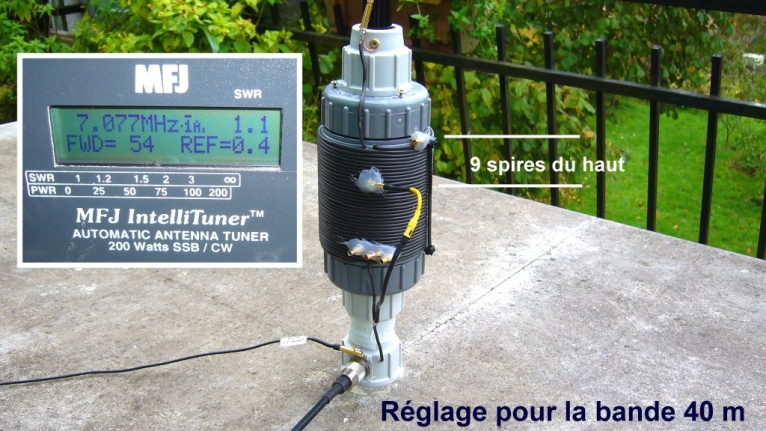 MFJ
SWR
7.077MHz-IA. 1.1
FWD= 54 REF=0.4
SWR 1 1.2 1.5 2 3 ∞
PWR 0 25 50 75 100 200
MFJ IntelliTuner™
AUTOMATIC ANTENNA TUNER
200 Watts SSB / CW
9 spires du haut
Réglage pour la bande 40 m